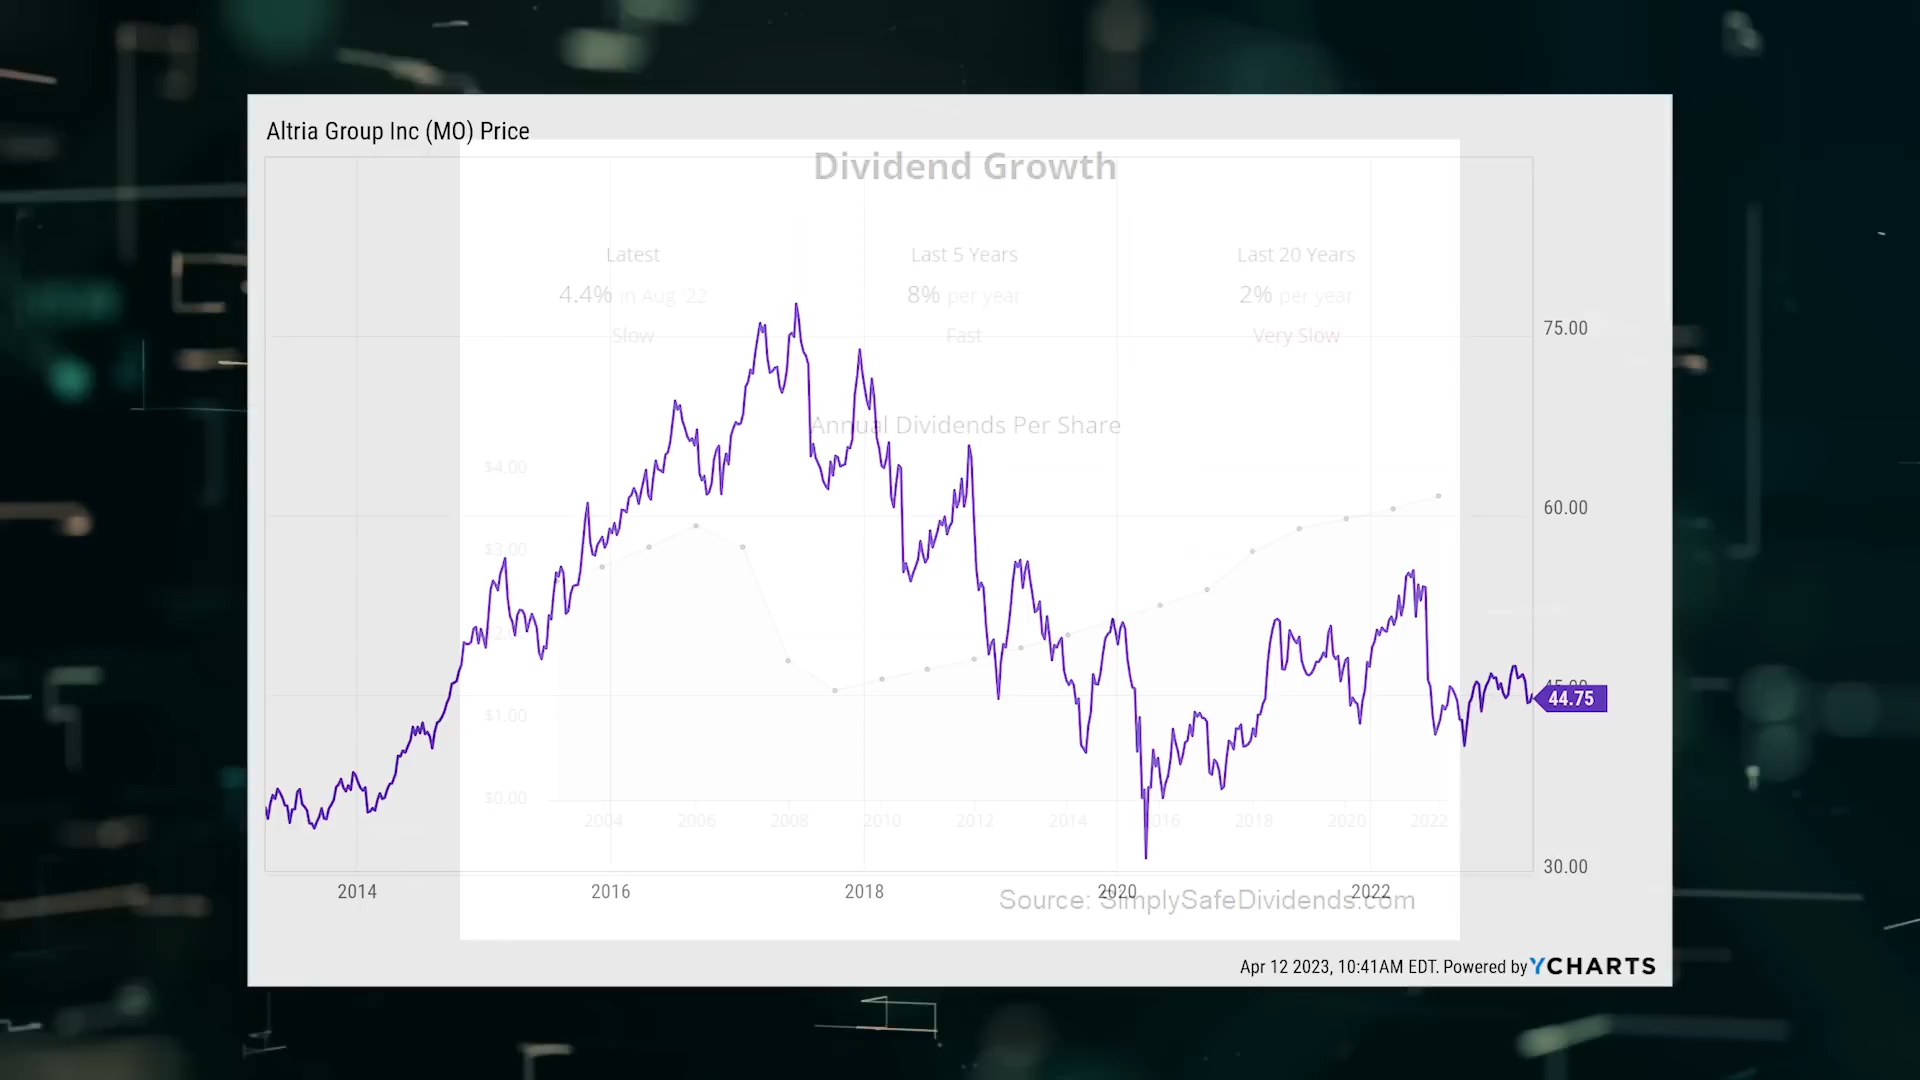 Altria Group Inc (MO) Price
Dividend Growth
Latest Last 5 Years Last 20 Years
4.4% in Aug '22 8% per year 2% per year
Slow Fast Very Slow
75.00
Annual Dividends Per Share
$4.00
60.00
$3.00
45.00
44.75
$1.00
$0.00
2004 2006 2008 2010 2012 2014 2016 2018 2020 2022
30.00
2014 2016 2018 2020 2022
Source: SimplySafeDividends.com
Apr 12 2023, 10:41AM EDT. Powered by YCHARTS